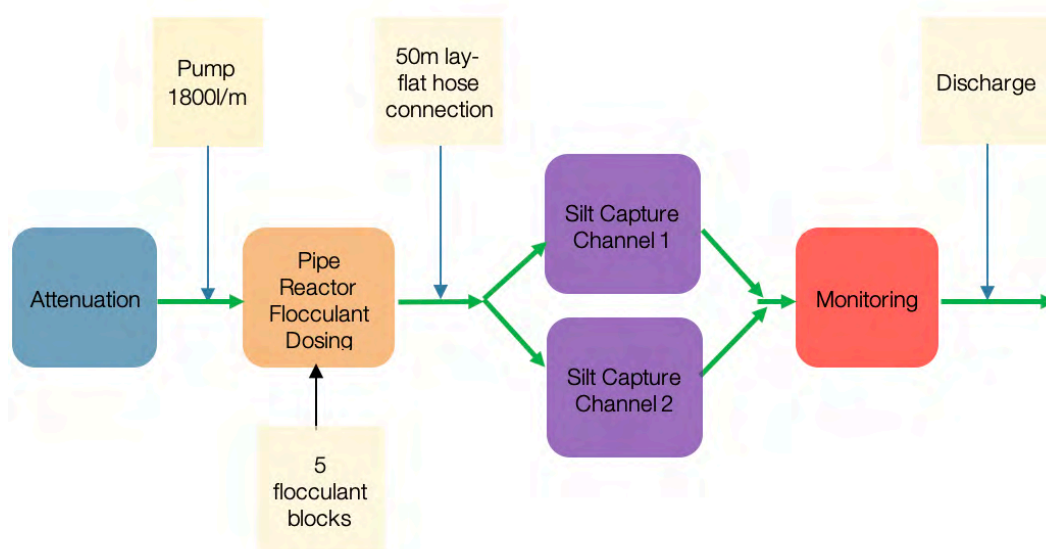 Pump
1800l/m
50m lay-
flat hose
connection
Discharge
Attenuation
Pipe
Reactor
Flocculant
Dosing
Silt Capture
Channel 1
Silt Capture
Channel 2
Monitoring
5
flocculant
blocks